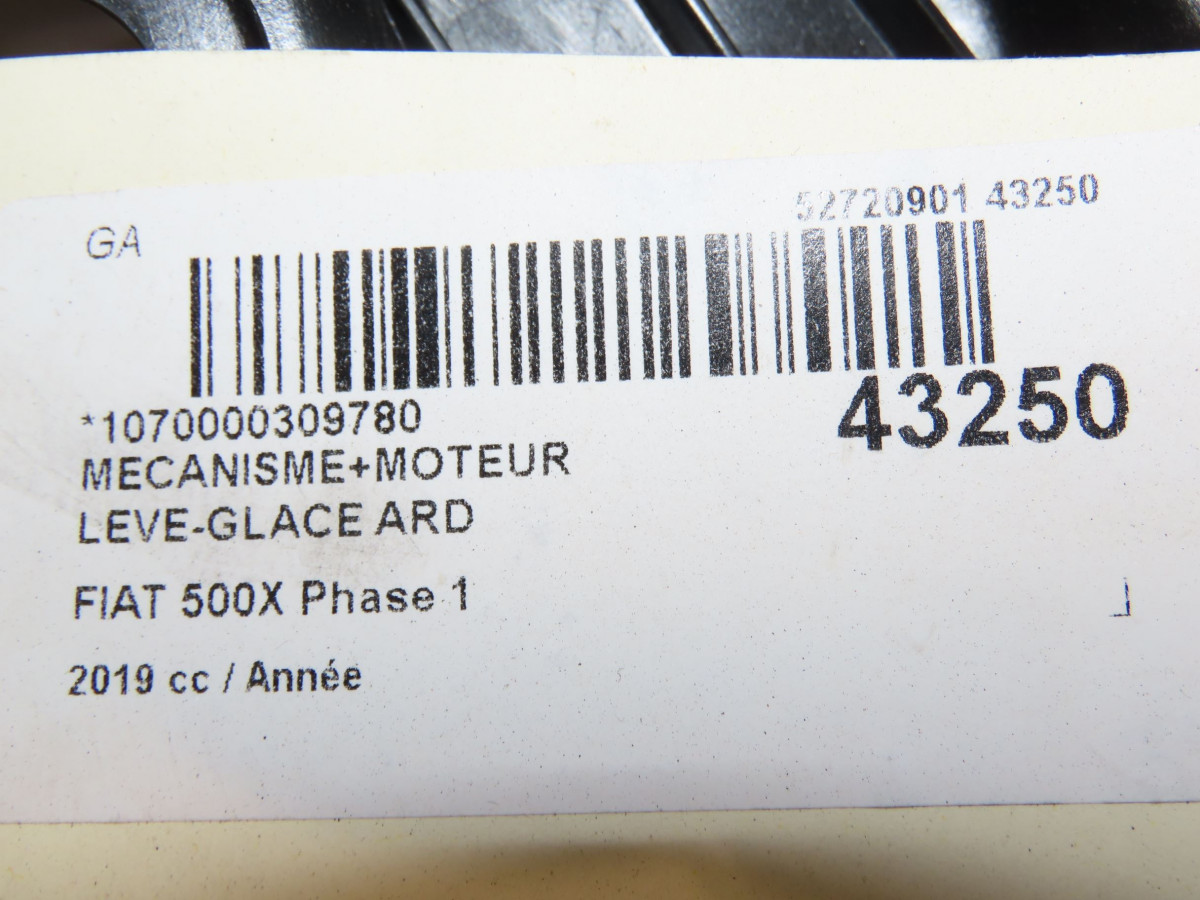 52720901 43250
GA
43250
*1070000309780
MECANISME+MOTEUR
LEVE-GLACE ARD
FIAT 500X Phase 1
2019 cc / Année